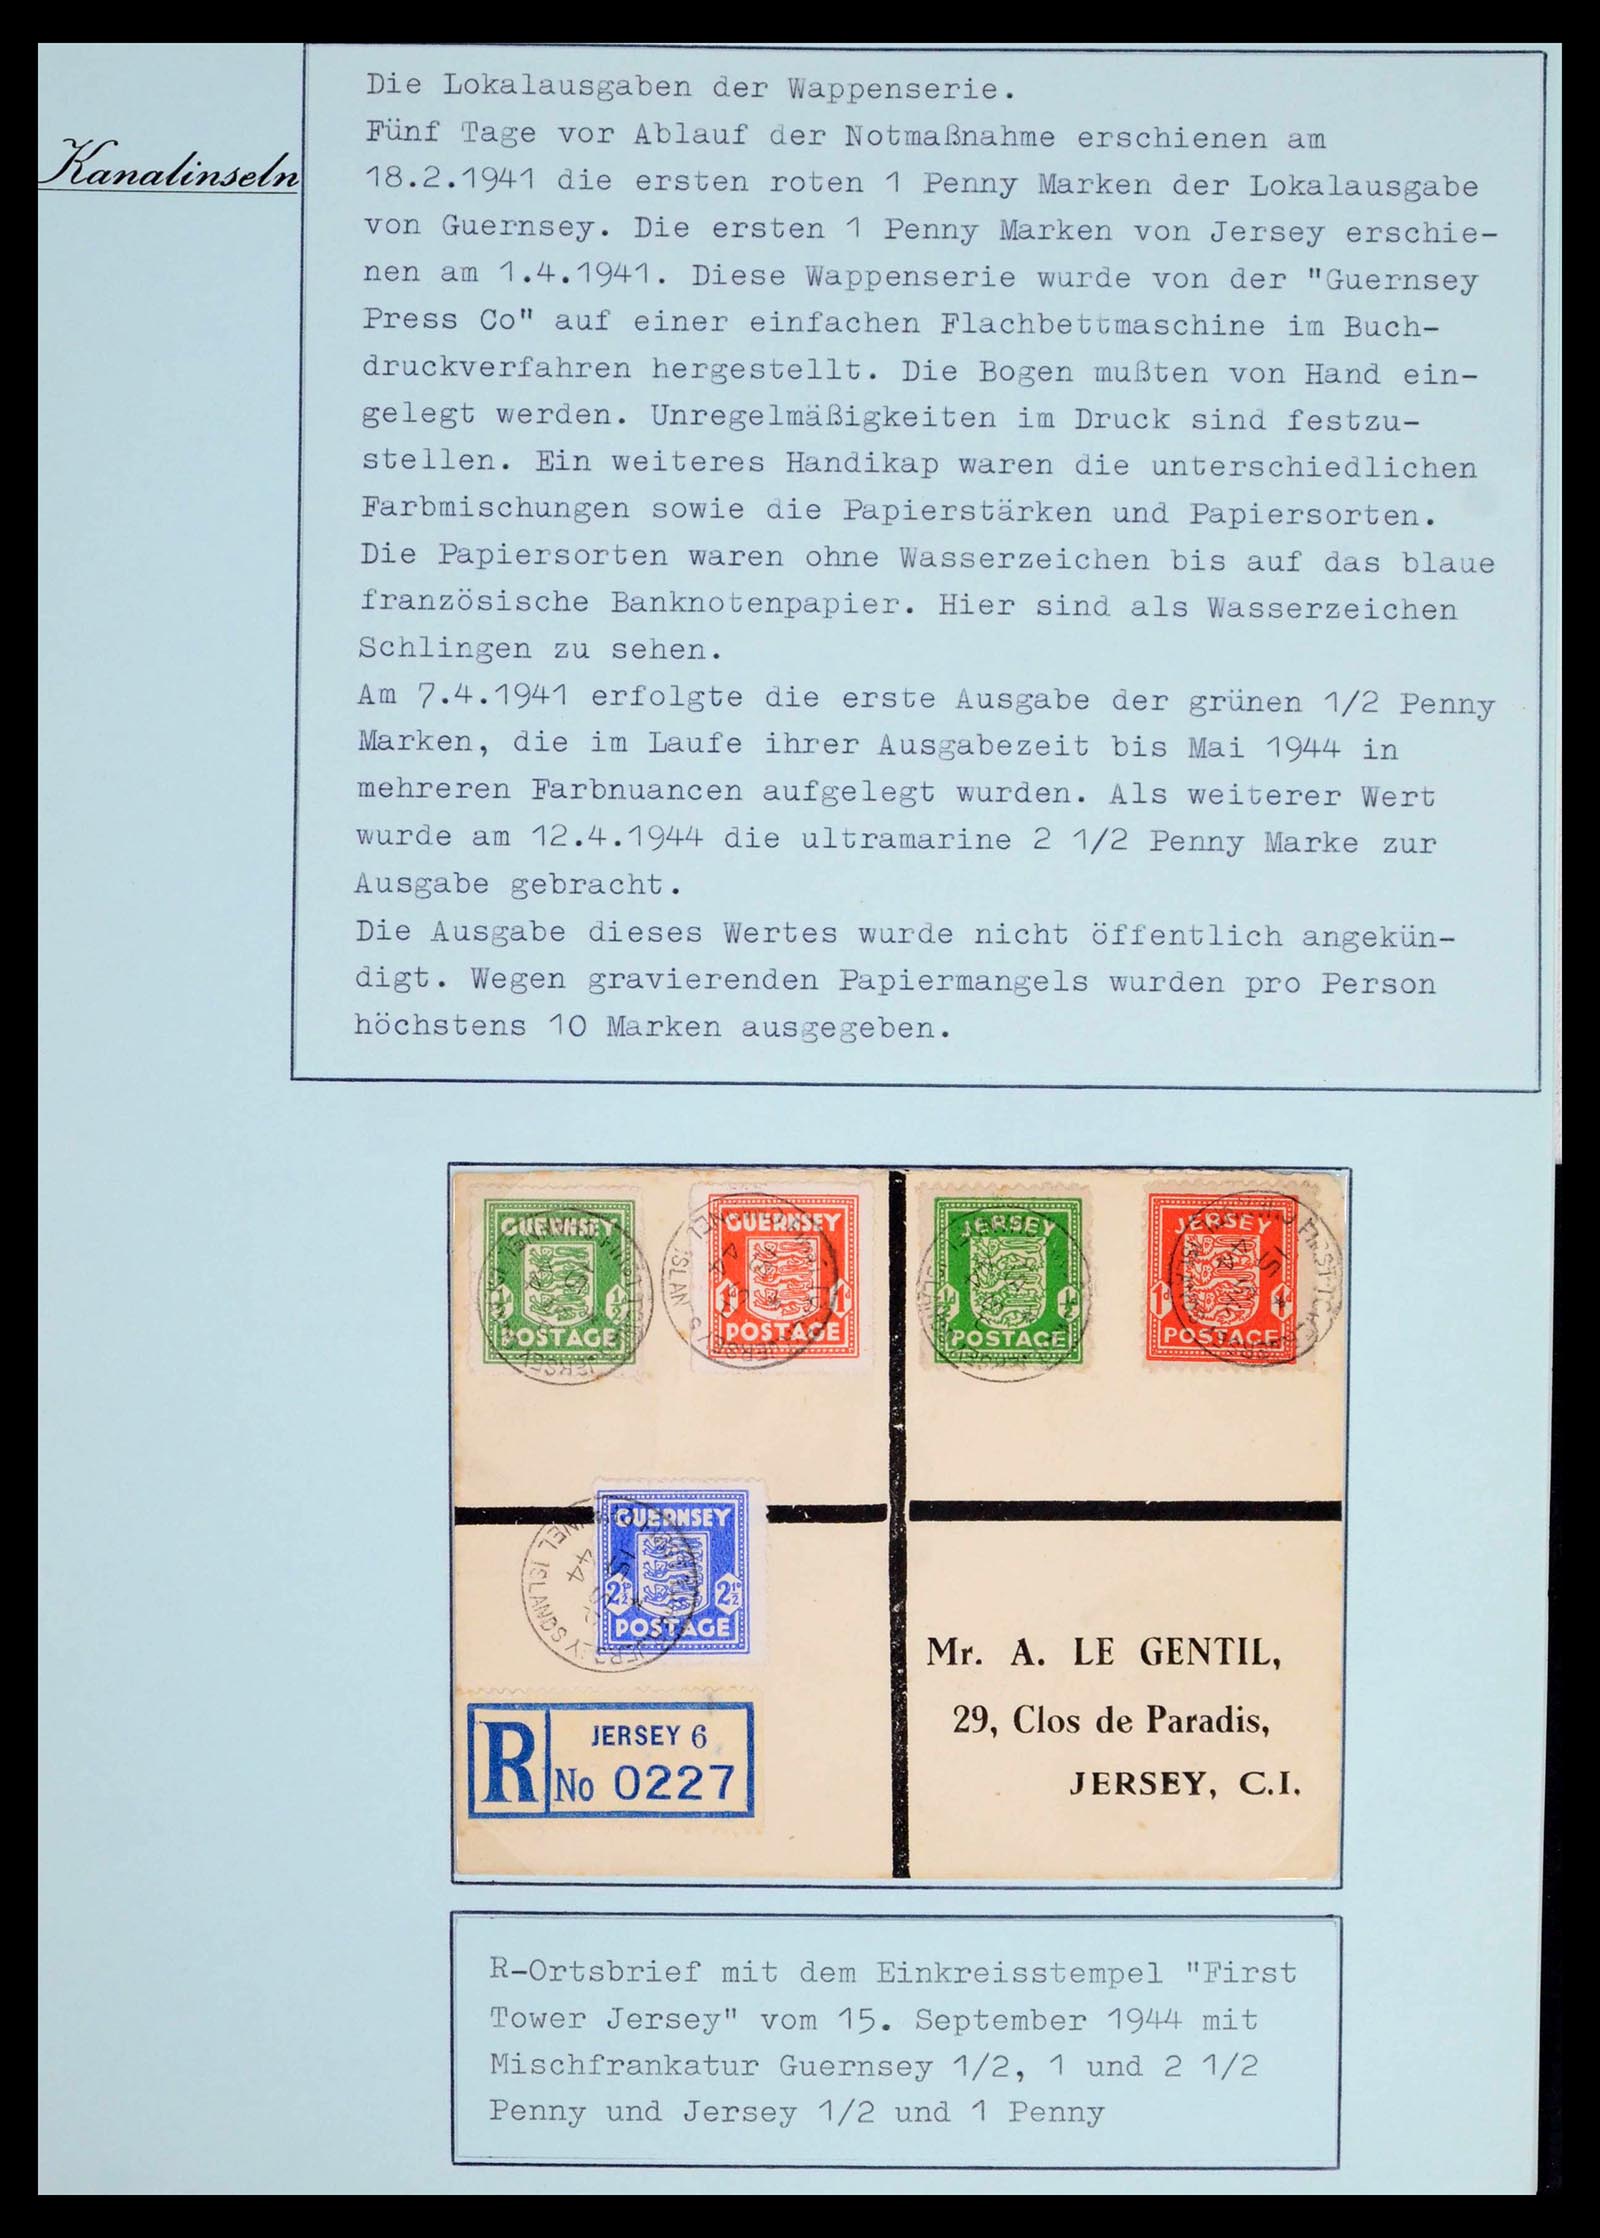 Kanalinseln
Die Lokalausgaben der Wappenserie.
Fünf Tage vor Ablauf der Notmaßnahme erschienen am
18.2.1941 die ersten roten 1 Penny Marken der Lokalausgabe
von Guernsey. Die ersten 1 Penny Marken von Jersey erschie-
nen am 1.4.1941. Diese Wappenserie wurde von der "Guernsey
Press Co" auf einer einfachen Flachbettmaschine im Buch-
druckverfahren hergestellt. Die Bogen mußten von Hand ein-
gelegt werden. Unregelmäßigkeiten im Druck sind festzu-
stellen. Ein weiteres Handikap waren die unterschiedlichen
Farbmischungen sowie die Papierstärken und Papiersorten.
Die Papiersorten waren ohne Wasserzeichen bis auf das blaue
französische Banknotenpapier. Hier sind als Wasserzeichen
Schlingen zu sehen.
Am 7.4.1941 erfolgte die erste Ausgabe der grünen 1/2 Penny
Marken, die im Laufe ihrer Ausgabezeit bis Mai 1944 in
mehreren Farbnuancen aufgelegt wurden. Als weiterer Wert
wurde am 12.4.1944 die ultramarine 2 1/2 Penny Marke zur
Ausgabe gebracht.
Die Ausgabe dieses Wertes wurde nicht öffentlich angekün-
digt. Wegen gravierenden Papiermangels wurden pro Person
höchstens 10 Marken ausgegeben.
GUERNSEY
POSTAGE
GUERNSEY
1D 1D
POSTAGE
JERSEY
POSTAGE
JERSEY
1D
POSTAGE
GUERNSEY
2½D 2½D
POSTAGE
JERSEY
ISLANDS
44
Mr. A. LE GENTIL,
29, Clos de Paradis,
JERSEY, C.I.
R
JERSEY 6
No 0227
R-Ortsbrief mit dem Einkreisstempel "First
Tower Jersey" vom 15. September 1944 mit
Mischfrankatur Guernsey 1/2, 1 und 2 1/2
Penny und Jersey 1/2 und 1 Penny